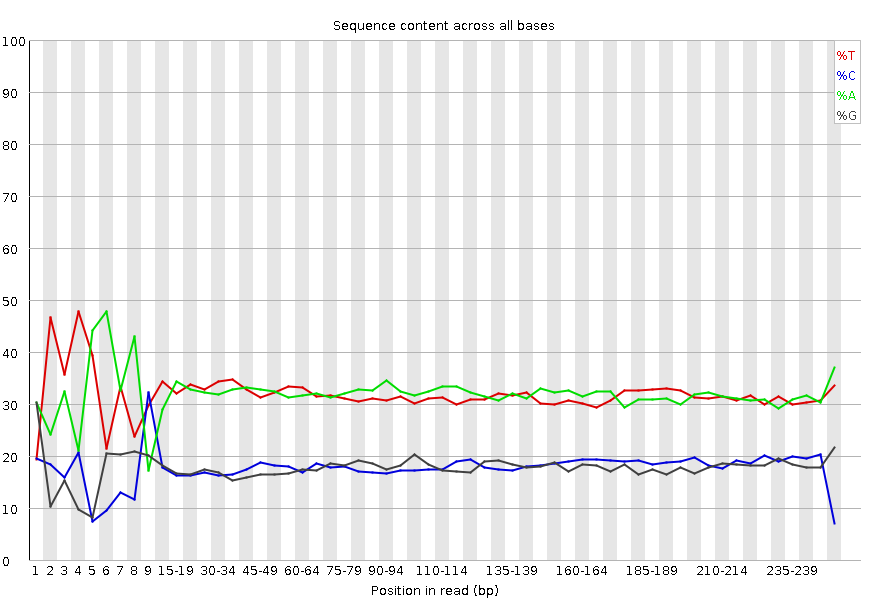 Sequence content across all bases
100
90
80
70
60
50
40
30
20
10
0
%T
%C
%A
%G
1 2 3 4 5 6 7 8 9 15-19 30-34 45-49 60-64 75-79 90-94 110-114 135-139 160-164 185-189 210-214 235-239
Position in read (bp)